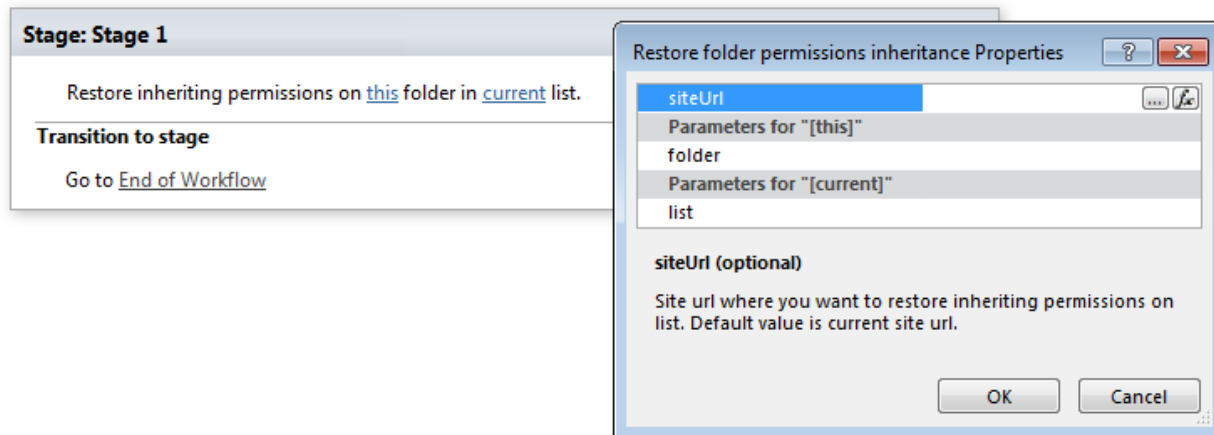 Stage: Stage 1
Restore inheriting permissions on this folder in current list.
Transition to stage
Go to End of Workflow
Restore folder permissions inheritance Properties
?
siteUrl
... fx
Parameters for "[this]"
folder
Parameters for "[current]"
list
siteUrl (optional)
Site url where you want to restore inheriting permissions on
list. Default value is current site url.
OK
Cancel